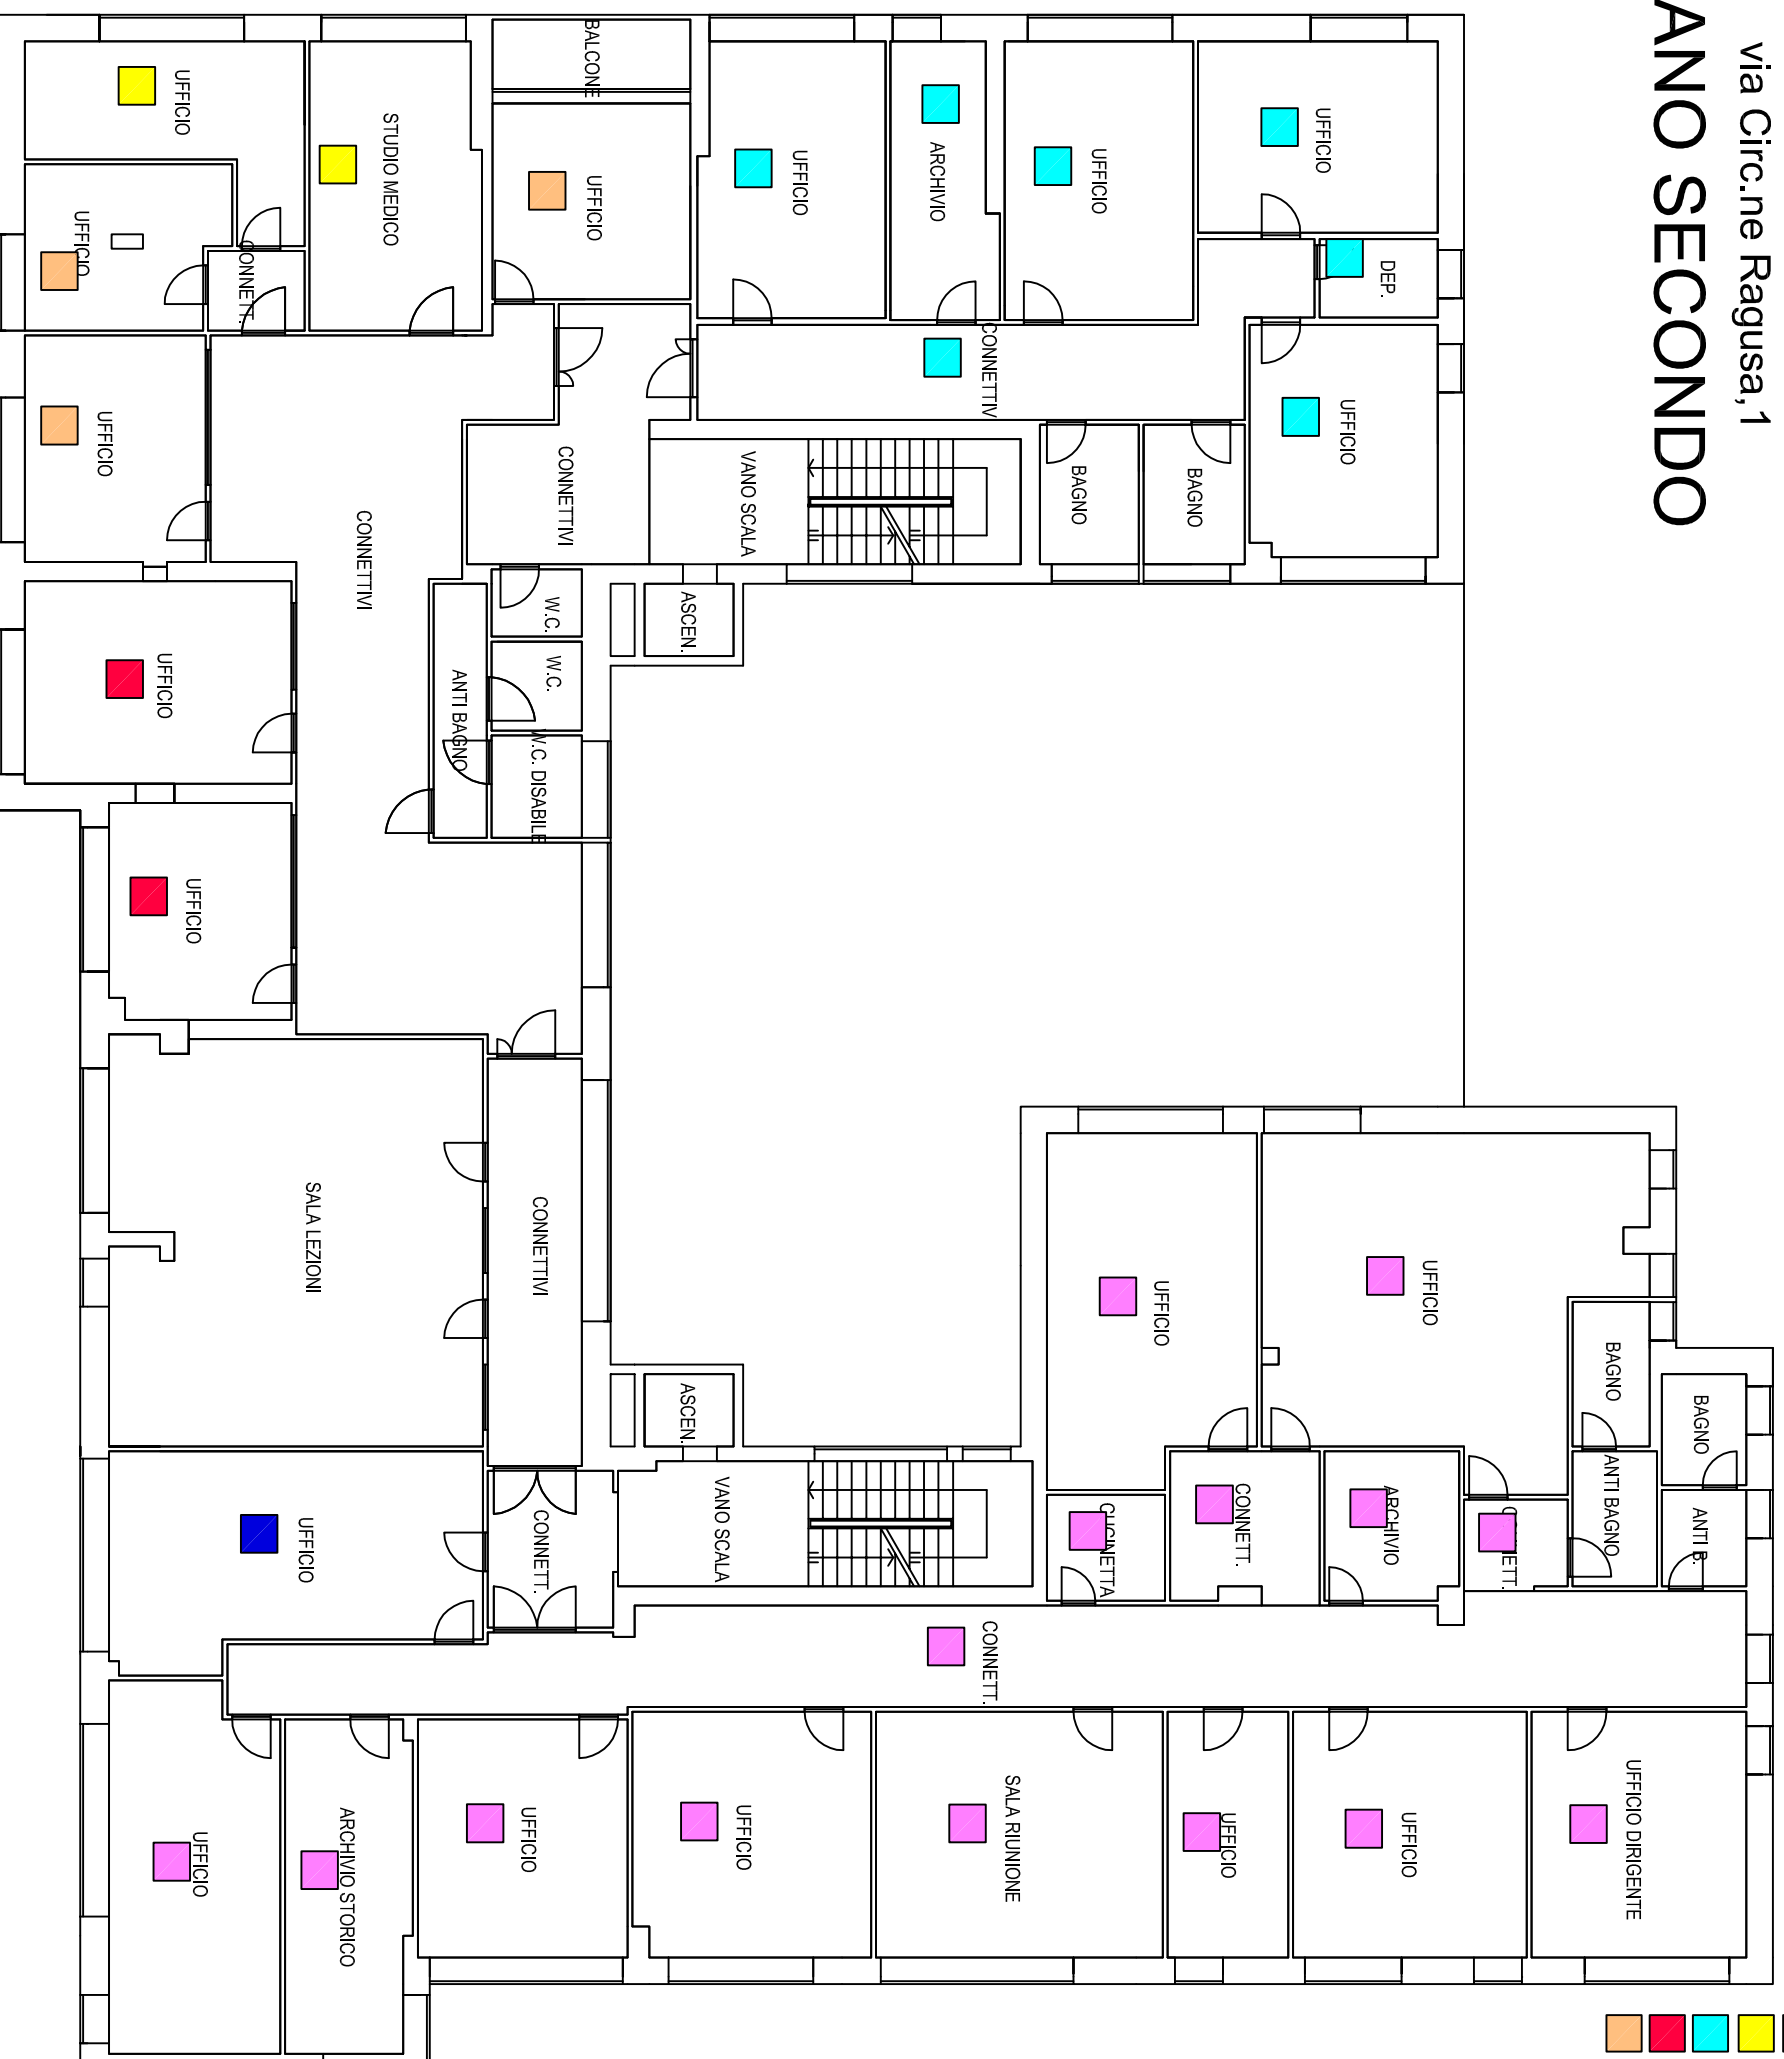 via Circ.ne Ragusa,1
ANO SECONDO
UFFICIO
DEP.
UFFICIO
UFFICIO
ARCHIVIO
CONNETTIV
BAGNO
BAGNO
UFFICIO
VANO SCALA
BALCONE
UFFICIO
CONNETTIVI
ASCEN.
STUDIO MEDICO
W.C.
W.C.
W.C. DISABILE
ANTI BAGNO
CONNETTIVI
UFFICIO
CONNETT.
UFFICIO
UFFICIO
UFFICIO
UFFICIO
UFFICIO
UFFICIO
BAGNO
BAGNO
ANTI BAGNO
ANTI B.
ARCHIVIO
CONNETT.
CUCINETTA
SALA LEZIONI
CONNETTIVI
ASCEN.
VANO SCALA
CONNETT.
UFFICIO
CONNETT.
UFFICIO DIRIGENTE
UFFICIO
UFFICIO
SALA RIUNIONE
UFFICIO
UFFICIO
ARCHIVIO STORICO
UFFICIO